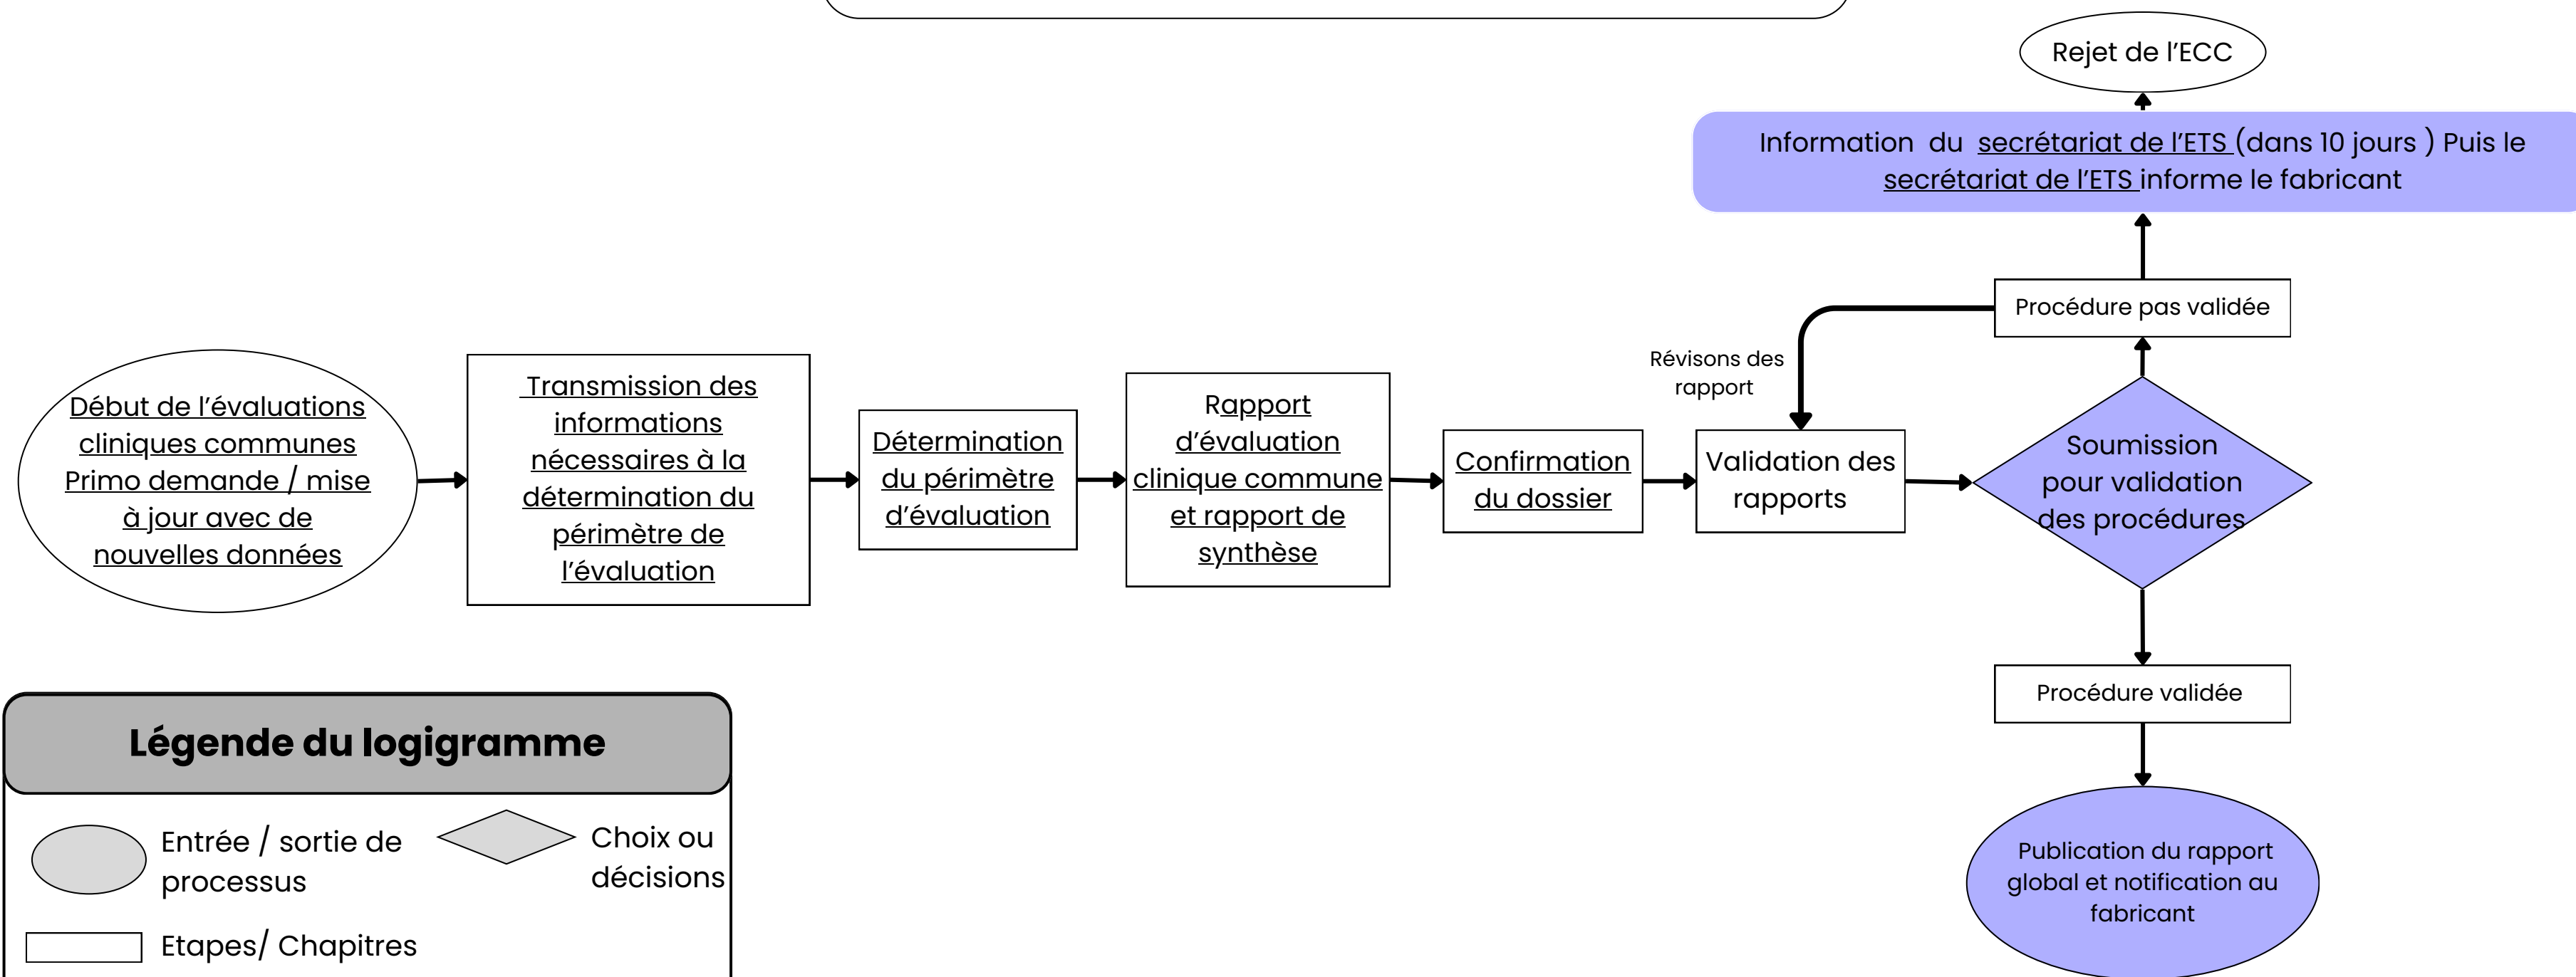 Rejet de l'ECC
Information du secrétariat de l'ETS (dans 10 jours ) Puis le
secrétariat de l'ETS informe le fabricant
Procédure pas validée
Révisons des
rapport
Début de l'évaluations
cliniques communes
Primo demande / mise
à jour avec de
nouvelles données
Transmission des
informations
nécessaires à la
détermination du
périmètre de
l'évaluation
Détermination
du périmètre
d'évaluation
Rapport
d'évaluation
clinique commune
et rapport de
synthèse
Confirmation
du dossier
Validation des
rapports
Soumission
pour validation
des procédures
Procédure validée
Publication du rapport
global et notification au
fabricant
Légende du logigramme
Entrée / sortie de
processus
Choix ou
décisions
Etapes/ Chapitres